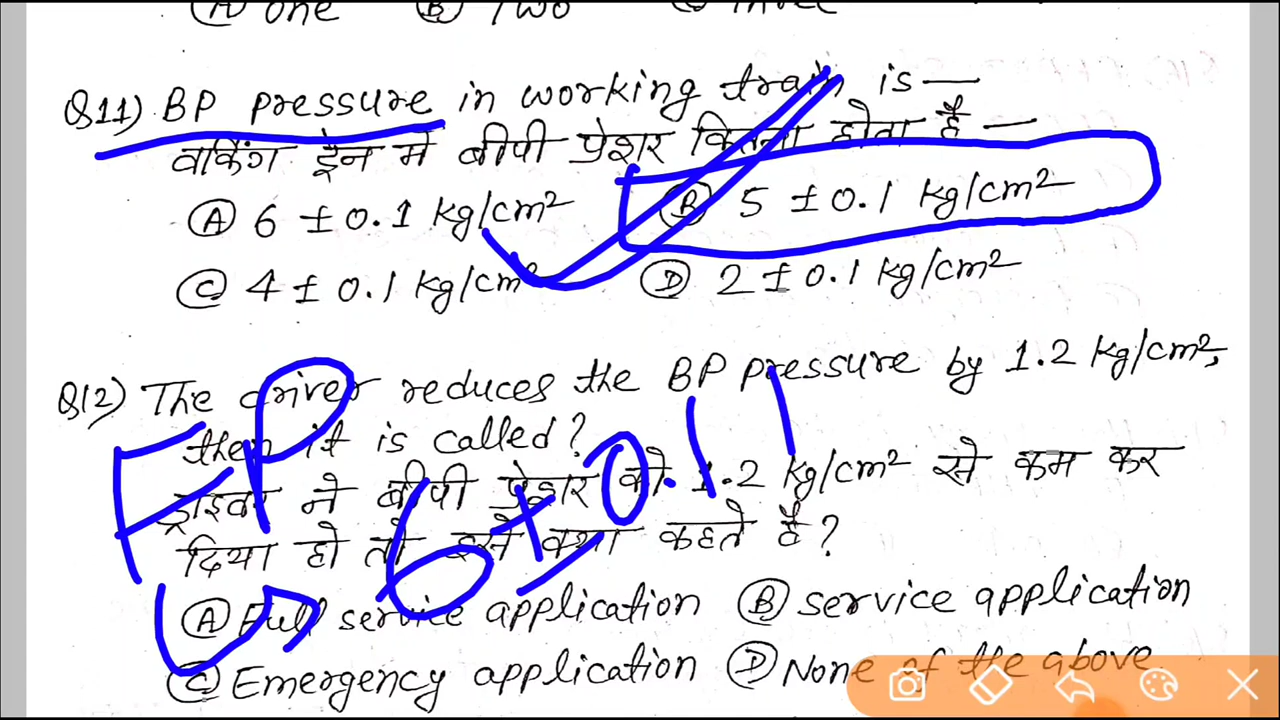 (A) one (B) Two
Q11) BP pressure in working train is —
वर्किंग ट्रेन में बीपी प्रेशर कितना होता है —
(A) 6 ± 0.1 kg/cm² (B) 5 ± 0.1 kg/cm²
(C) 4 ± 0.1 kg/cm² (D) 2 ± 0.1 kg/cm²
Q12) The driver reduces the BP pressure by 1.2 kg/cm²,
then it is called?
ड्राइवर ने बीपी प्रेशर को 1.2 kg/cm² से कम कर
दिया हो तो इसे क्या कहते है?
(A) Full service application (B) service application
(C) Emergency application (D) None of the above
FP
6 ± 0.1